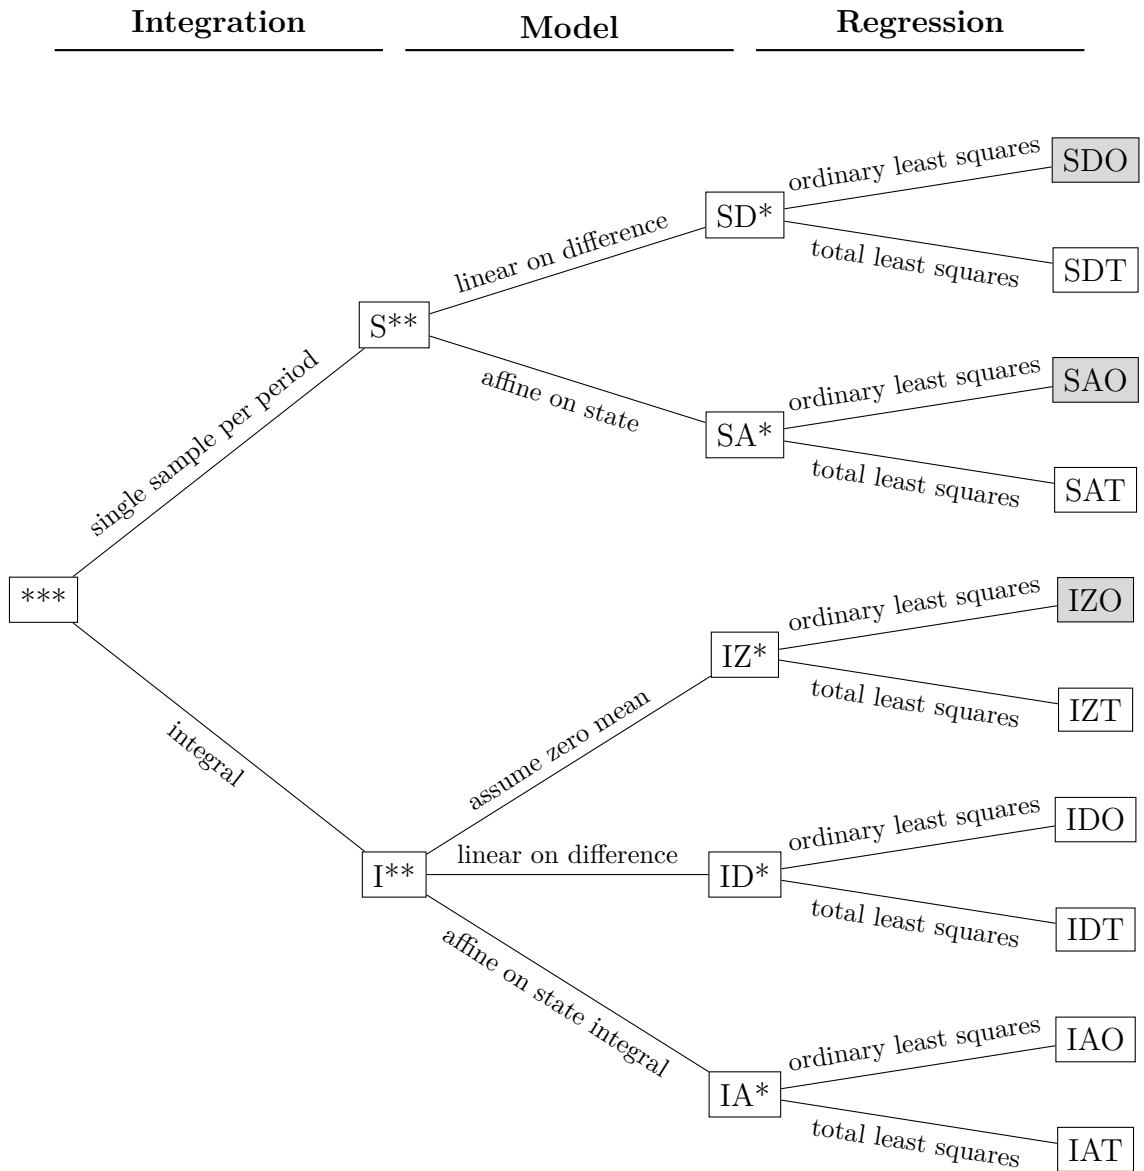 Integration
Model
Regression
ordinary least squares
SDO
SD*
total least squares
SDT
linear on difference
S**
affine on state
ordinary least squares
SAO
SA*
total least squares
SAT
single sample per period
***
integral
ordinary least squares
IZO
IZ*
total least squares
IZT
assume zero mean
ordinary least squares
IDO
linear on difference
I**
ID*
total least squares
IDT
affine on state integral
ordinary least squares
IAO
IA*
total least squares
IAT